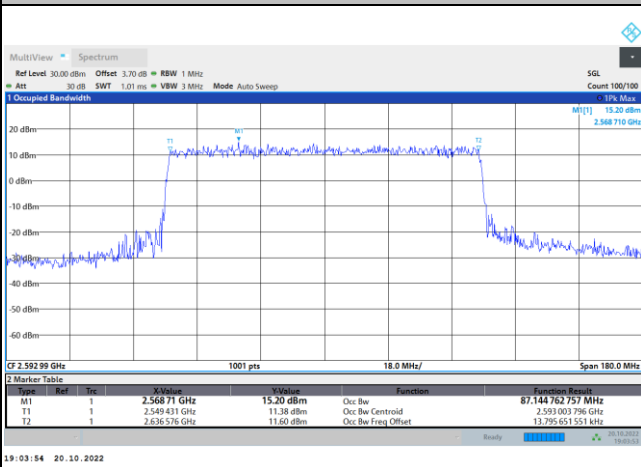 MultiView Spectrum
Ref Level 30.00 dBm Offset 3.70 dB RBW 1 MHz SGL
Att 30 dB SWT 1.01 ms VBW 3 MHz Mode Auto Sweep Count 100/100
1 Occupied Bandwidth 1Pk Max
M1[1] 15.20 dBm
2.568 710 GHz
20 dBm
M1
T1 T2
10 dBm
0 dBm
-10 dBm
-20 dBm
-30 dBm
-40 dBm
-50 dBm
-60 dBm
CF 2.592 99 GHz 1001 pts 18.0 MHz/ Span 180.0 MHz
2 Marker Table
Type Ref Trc X-Value Y-Value Function Function Result
M1 1 2.568 71 GHz 15.20 dBm Occ Bw 87.144 762 757 MHz
T1 1 2.549 431 GHz 11.38 dBm Occ Bw Centroid 2.593 003 796 GHz
T2 1 2.636 576 GHz 11.60 dBm Occ Bw Freq Offset 13.795 651 551 kHz
Ready 20.10.2022
19:03:53
19:03:54 20.10.2022